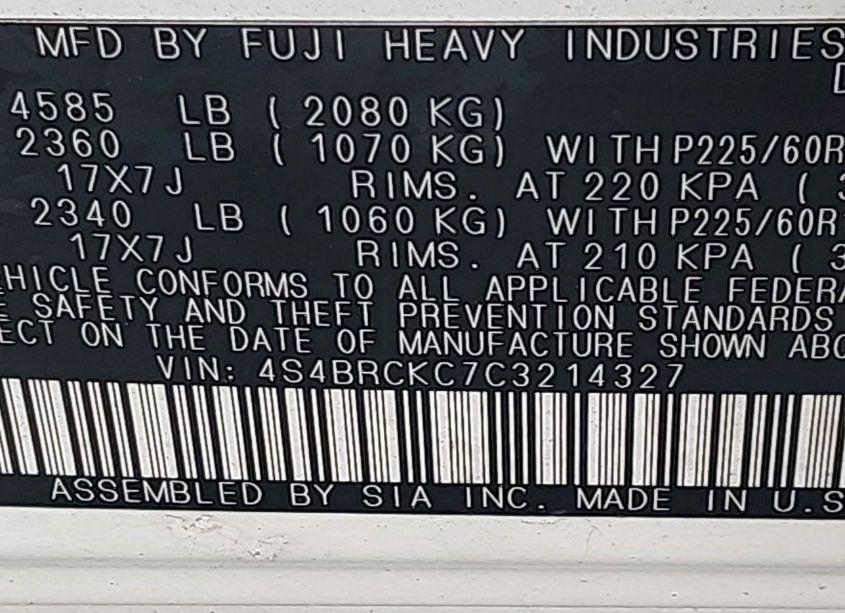 MFD BY FUJI HEAVY INDUSTRIES
4585 LB ( 2080 KG)
2360 LB ( 1070 KG) WITH P225/60R
17X7J RIMS. AT 220 KPA ( 3
2340 LB ( 1060 KG) WITH P225/60R
17X7J RIMS. AT 210 KPA ( 3
HICLE CONFORMS TO ALL APPLICABLE FEDERA
E SAFETY AND THEFT PREVENTION STANDARDS
ECT ON THE DATE OF MANUFACTURE SHOWN ABO
VIN: 4S4BRCKC7C3214327
ASSEMBLED BY SIA INC. MADE IN U.S